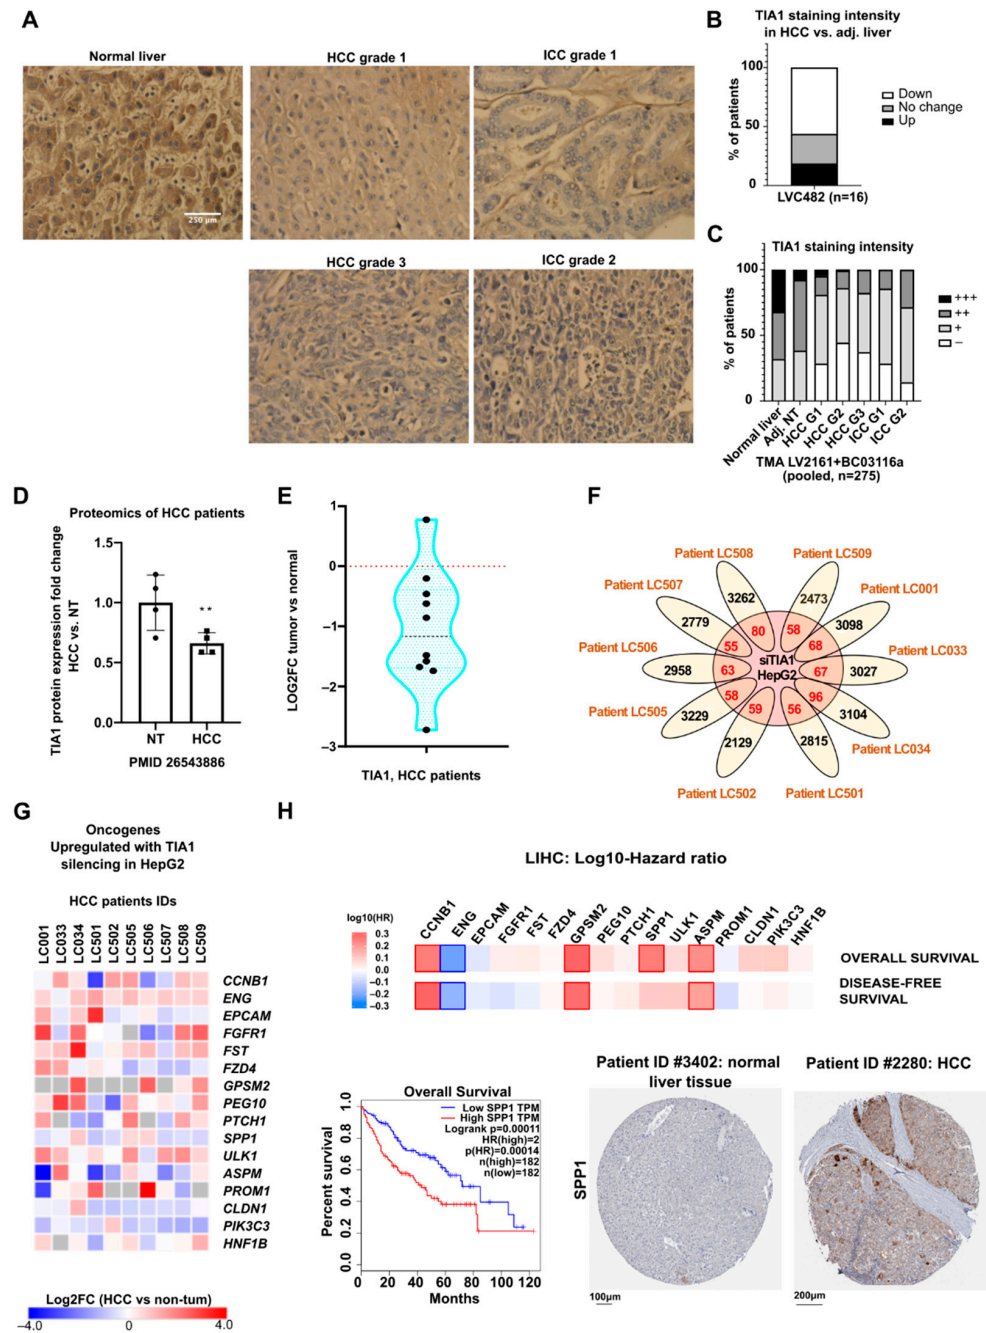 A
Normal liver
HCC grade 1
ICC grade 1
250 µm
HCC grade 3
ICC grade 2
B
TIA1 staining intensity
in HCC vs. adj. liver
% of patients
100
50
0
Down
No change
Up
LVC482 (n=16)
C
TIA1 staining intensity
% of patients
100
50
0
+++
++
+
−
Normal liver
Adj. NT
HCC G1
HCC G2
HCC G3
ICC G1
ICC G2
TMA LV2161+BC03116a
(pooled, n=275)
D
Proteomics of HCC patients
TIA1 protein expression fold change
HCC vs. NT
1.5
1.0
0.5
0.0
**
NT
HCC
PMID 26543886
E
LOG2FC tumor vs normal
1
0
−1
−2
−3
TIA1, HCC patients
F
Patient LC508
Patient LC509
Patient LC507
Patient LC001
Patient LC506
Patient LC033
Patient LC505
Patient LC034
Patient LC502
Patient LC501
3262
2473
2779
3098
2958
3027
3229
3104
2129
2815
80
58
55
68
63
67
58
96
59
56
siTIA1
HepG2
G
Oncogenes
Upregulated with TIA1
silencing in HepG2
HCC patients IDs
LC001
LC033
LC034
LC501
LC502
LC505
LC506
LC507
LC508
LC509
CCNB1
ENG
EPCAM
FGFR1
FST
FZD4
GPSM2
PEG10
PTCH1
SPP1
ULK1
ASPM
PROM1
CLDN1
PIK3C3
HNF1B
Log2FC (HCC vs non-tum)
−4.0
0
4.0
H
LIHC: Log10-Hazard ratio
log10(HR)
0.3
0.2
0.1
0.0
−0.1
−0.2
−0.3
CCNB1
ENG
EPCAM
FGFR1
FST
FZD4
GPSM2
PEG10
PTCH1
SPP1
ULK1
ASPM
PROM1
CLDN1
PIK3C3
HNF1B
OVERALL SURVIVAL
DISEASE-FREE
SURVIVAL
Overall Survival
Low SPP1 TPM
High SPP1 TPM
Logrank p=0.00011
HR(high)=2
p(HR)=0.00014
n(high)=182
n(low)=182
Percent survival
1.0
0.8
0.6
0.4
0.2
0.0
0
20
40
60
80
100
120
Months
Patient ID #3402: normal
liver tissue
Patient ID #2280: HCC
SPP1
100µm
200µm